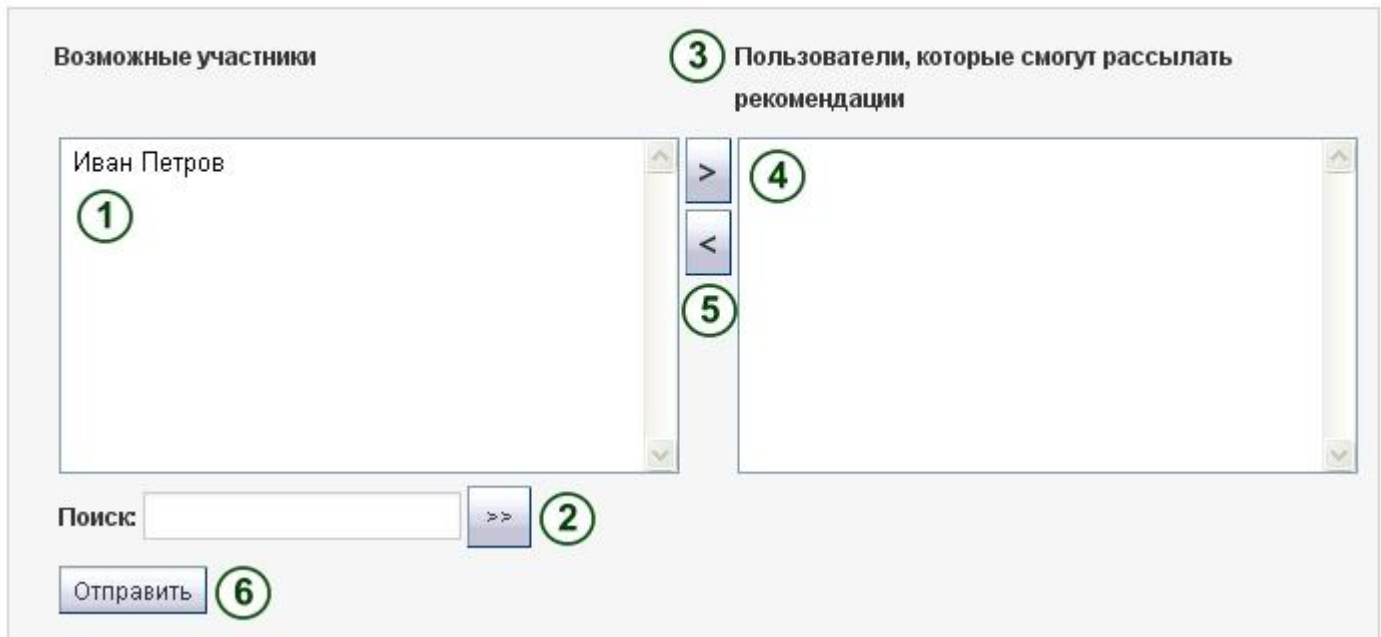 Возможные участники
3 Пользователи, которые смогут рассылать
рекомендации
Иван Петров
1
>
4
<
5
Поиск: >> 2
Отправить 6